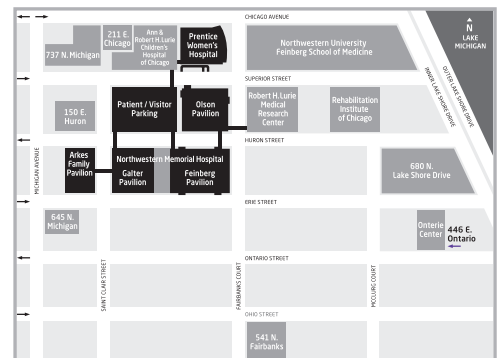 CHICAGO AVENUE
N
LAKE
MICHIGAN
737 N. Michigan
211 E.
Chicago
Ann &
Robert H. Lurie
Children's
Hospital
of Chicago
Prentice
Women's
Hospital
Northwestern University
Feinberg School of Medicine
OUTER LAKE SHORE DRIVE
INNER LAKE SHORE DRIVE
SUPERIOR STREET
150 E.
Huron
Patient / Visitor
Parking
Olson
Pavilion
Robert H. Lurie
Medical
Research
Center
Rehabilitation
Institute
of Chicago
HURON STREET
MICHIGAN AVENUE
Arkes
Family
Pavilion
Northwestern Memorial Hospital
Galter
Pavilion
Feinberg
Pavilion
680 N.
Lake Shore Drive
ERIE STREET
645 N.
Michigan
Onterie
Center
446 E.
Ontario
ONTARIO STREET
SAINT CLAIR STREET
FAIRBANKS COURT
MCCLURG COURT
OHIO STREET
541 N.
Fairbanks